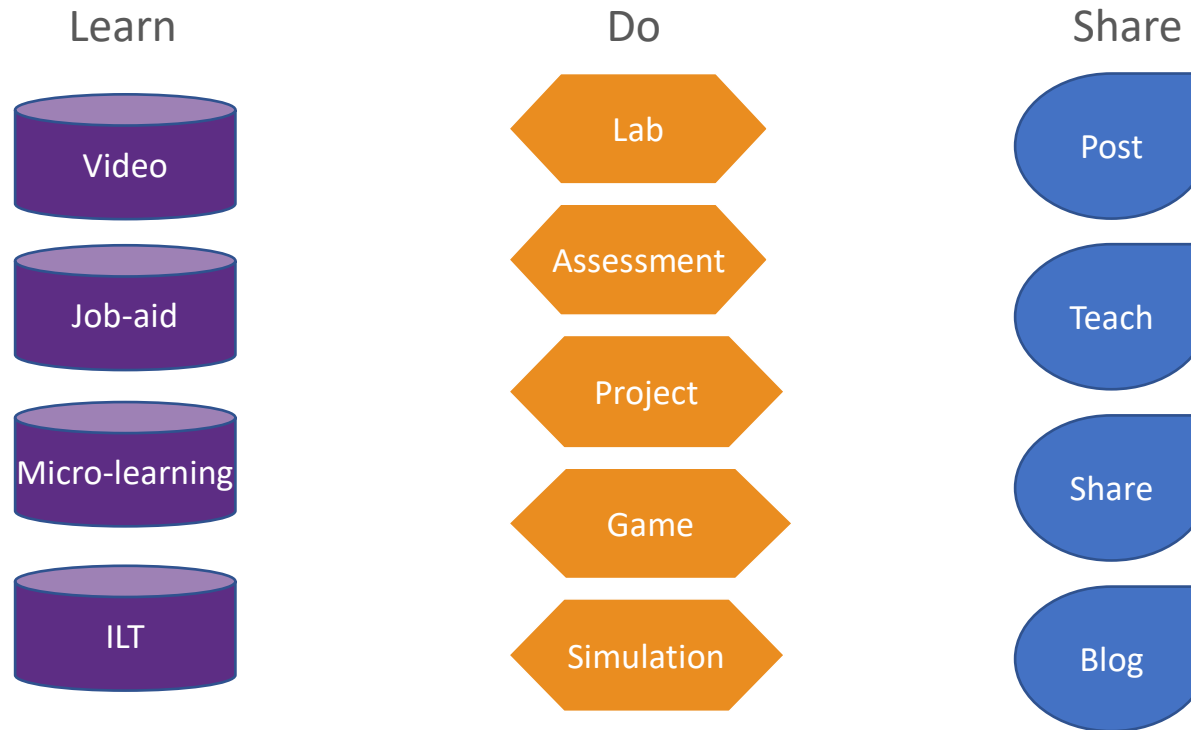 Learn
Video
Job-aid
Micro-learning
ILT
Do
Lab
Assessment
Project
Game
Simulation
Share
Post
Teach
Share
Blog